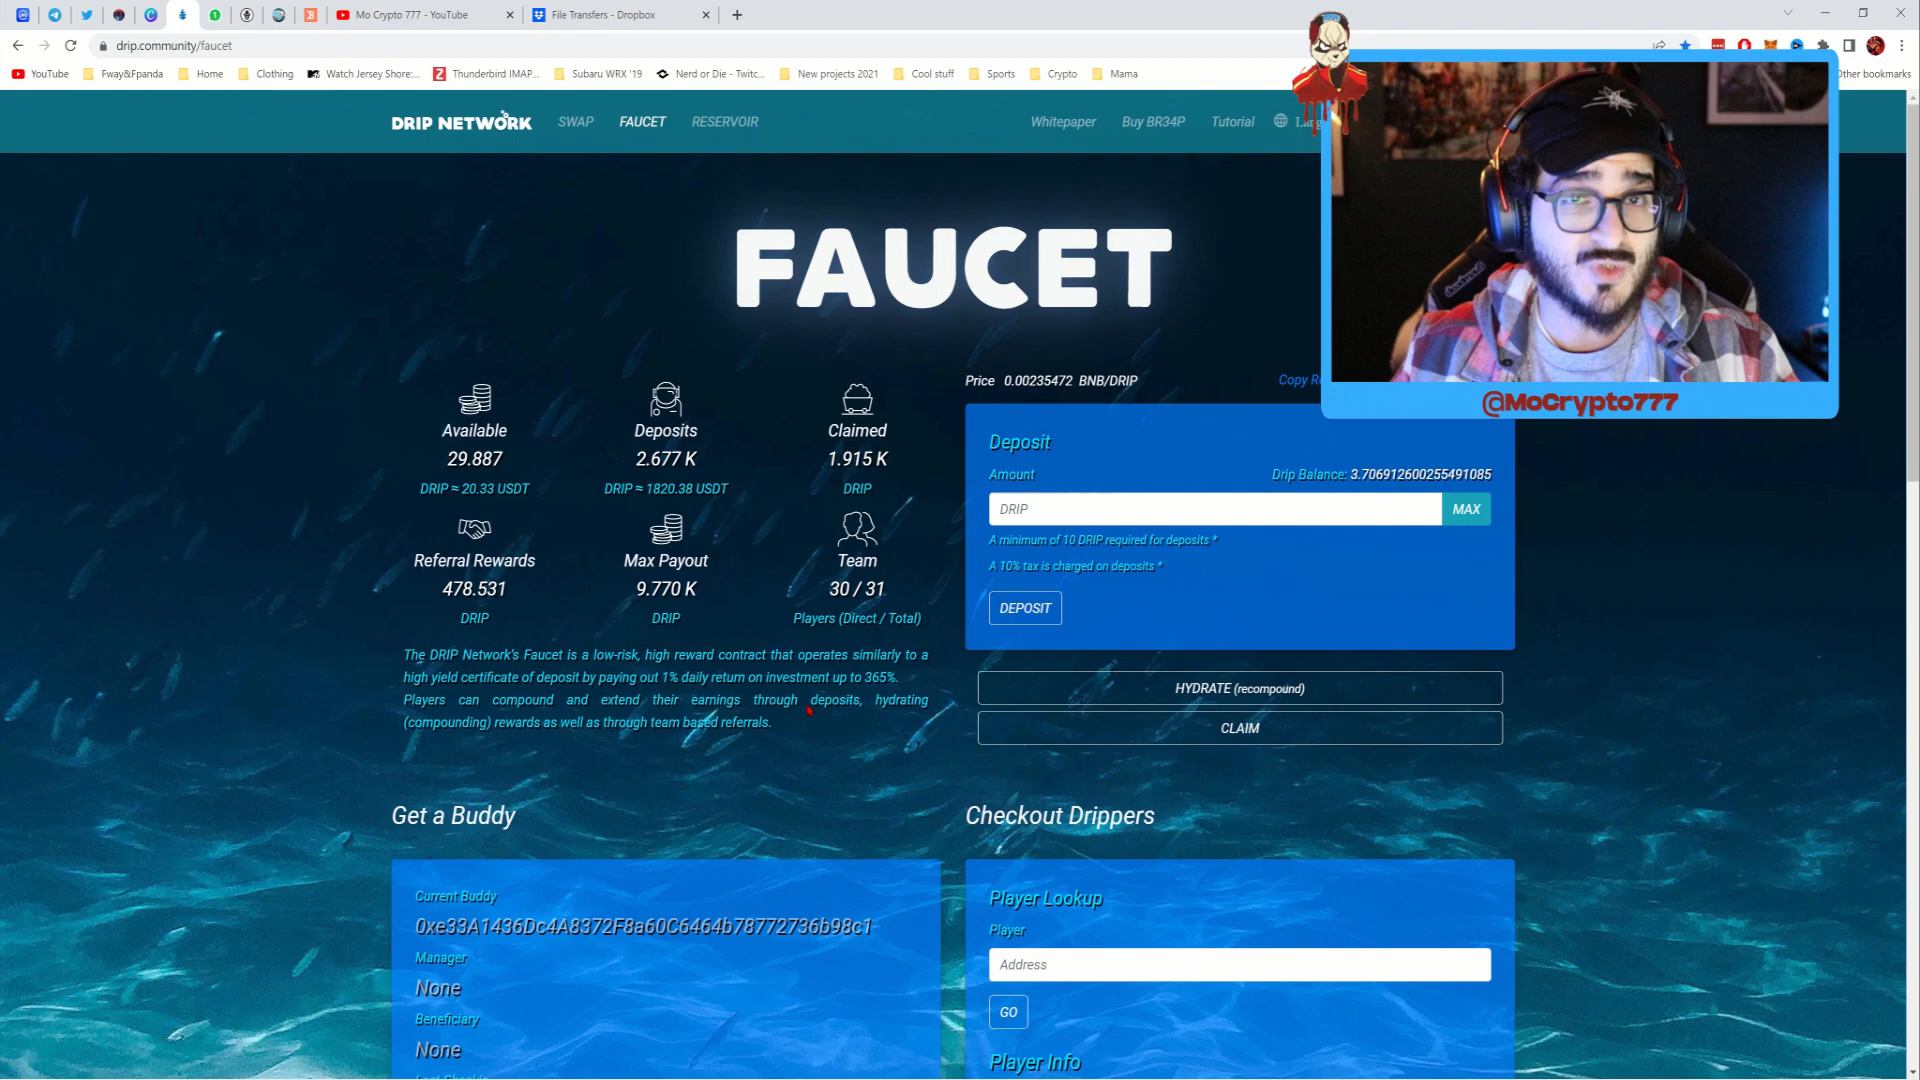 Mo Crypto 777 - YouTube
File Transfers - Dropbox
drip.community/faucet
YouTube
Fway&Fpanda
Home
Clothing
Watch Jersey Shore:...
Thunderbird IMAP...
Subaru WRX '19
Nerd or Die - Twitc...
New projects 2021
Cool stuff
Sports
Crypto
Mama
Other bookmarks
DRIP NETWORK
SWAP
FAUCET
RESERVOIR
Whitepaper
Buy BR34P
Tutorial
FAUCET
@MoCrypto777
Available
29.887
DRIP ≈ 20.33 USDT
Deposits
2.677 K
DRIP ≈ 1820.38 USDT
Claimed
1.915 K
DRIP
Referral Rewards
478.531
DRIP
Max Payout
9.770 K
DRIP
Team
30 / 31
Players (Direct / Total)
The DRIP Network's Faucet is a low-risk, high reward contract that operates similarly to a
high yield certificate of deposit by paying out 1% daily return on investment up to 365%.
Players can compound and extend their earnings through deposits, hydrating
(compounding) rewards as well as through team based referrals.
Price 0.00235472 BNB/DRIP
Copy
Deposit
Amount
Drip Balance: 3.706912600255491085
DRIP
MAX
A minimum of 10 DRIP required for deposits *
A 10% tax is charged on deposits *
DEPOSIT
HYDRATE (recompound)
CLAIM
Get a Buddy
Current Buddy
0xe33A1436Dc4A8372F8a60C6464b78772736b98c1
Manager
None
Beneficiary
None
Checkout Drippers
Player Lookup
Player
Address
GO
Player Info